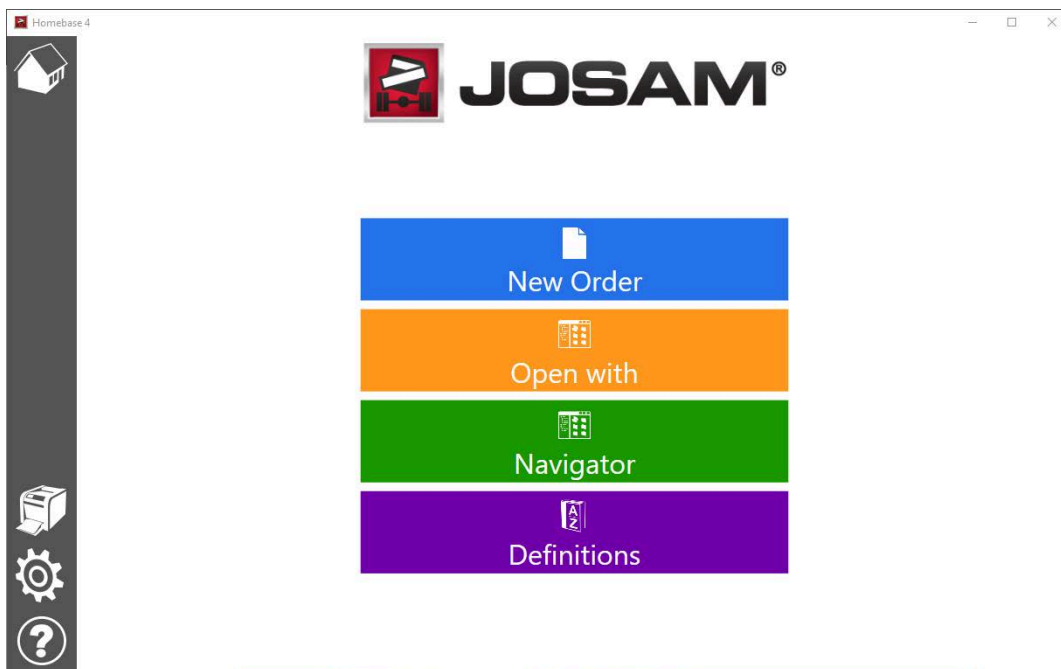 Homebase 4
JOSAM®
New Order
Open with
Navigator
A
Z
Definitions
?